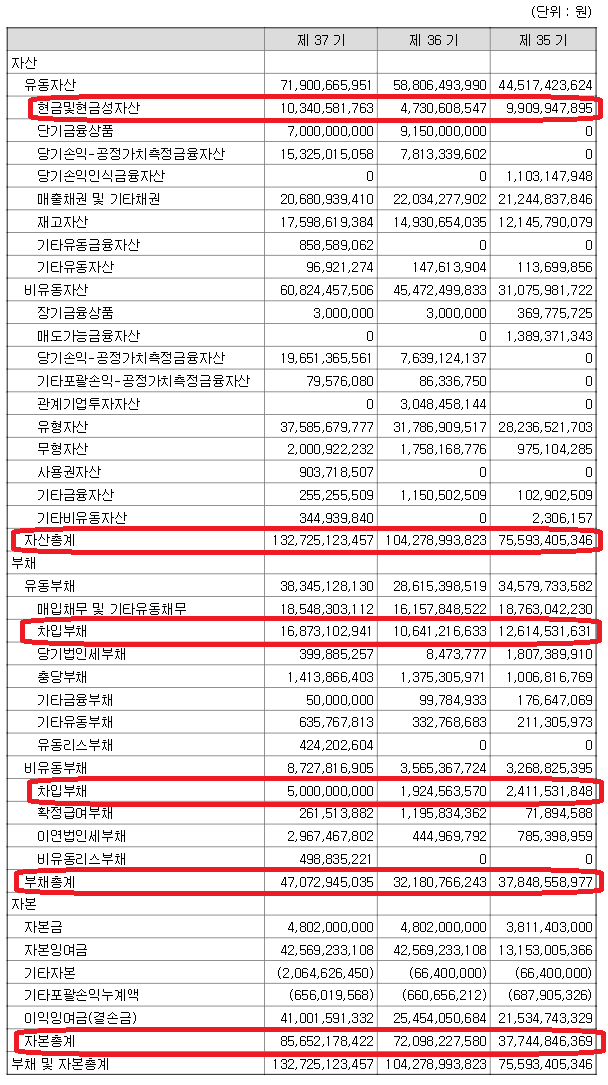 (단위 : 원)
제 37 기 제 36 기 제 35 기
자산
유동자산 71,900,665,951 58,806,493,990 44,517,423,624
현금및현금성자산 10,340,581,763 4,730,608,547 9,909,947,895
단기금융상품 7,000,000,000 9,150,000,000 0
당기손익-공정가치측정금융자산 15,325,015,058 7,813,339,602 0
당기손익인식금융자산 0 0 1,103,147,948
매출채권 및 기타채권 20,680,939,410 22,034,277,902 21,244,837,846
재고자산 17,598,619,384 14,930,654,035 12,145,790,079
기타유동금융자산 858,589,062 0 0
기타유동자산 96,921,274 147,613,904 113,699,856
비유동자산 60,824,457,506 45,472,499,833 31,075,981,722
장기금융상품 3,000,000 3,000,000 369,775,725
매도가능금융자산 0 0 1,389,371,343
당기손익-공정가치측정금융자산 19,651,365,561 7,639,124,137 0
기타포괄손익-공정가치측정금융자산 79,576,080 86,336,750 0
관계기업투자자산 0 3,048,458,144 0
유형자산 37,585,679,777 31,786,909,517 28,236,521,703
무형자산 2,000,922,232 1,758,168,776 975,104,285
사용권자산 903,718,507 0 0
기타금융자산 255,255,509 1,150,502,509 102,902,509
기타비유동자산 344,939,840 0 2,306,157
자산총계 132,725,123,457 104,278,993,823 75,593,405,346
부채
유동부채 38,345,128,130 28,615,398,519 34,579,733,582
매입채무 및 기타유동채무 18,548,303,112 16,157,848,522 18,763,042,230
차입부채 16,873,102,941 10,641,216,633 12,614,531,631
당기법인세부채 399,885,257 8,473,777 1,807,389,910
충당부채 1,413,866,403 1,375,305,971 1,006,816,769
기타금융부채 50,000,000 99,784,933 176,647,069
기타유동부채 635,767,813 332,768,683 211,305,973
유동리스부채 424,202,604 0 0
비유동부채 8,727,816,905 3,565,367,724 3,268,825,395
차입부채 5,000,000,000 1,924,563,570 2,411,531,848
확정급여부채 261,513,882 1,195,834,362 71,894,588
이연법인세부채 2,967,467,802 444,969,792 785,398,959
비유동리스부채 498,835,221 0 0
부채총계 47,072,945,035 32,180,766,243 37,848,558,977
자본
자본금 4,802,000,000 4,802,000,000 3,811,403,000
자본잉여금 42,569,233,108 42,569,233,108 13,153,005,366
기타자본 (2,064,626,450) (66,400,000) (66,400,000)
기타포괄손익누계액 (656,019,568) (660,656,212) (687,905,326)
이익잉여금(결손금) 41,001,591,332 25,454,050,684 21,534,743,329
자본총계 85,652,178,422 72,098,227,580 37,744,846,369
부채 및 자본총계 132,725,123,457 104,278,993,823 75,593,405,346